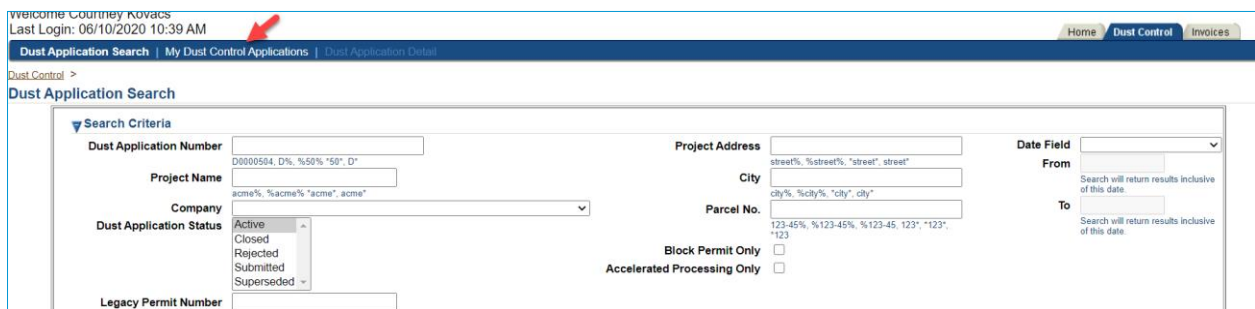 Welcome Courtney Kovacs
Last Login: 06/10/2020 10:39 AM
Home Dust Control Invoices
Dust Application Search | My Dust Control Applications | Dust Application Detail
Dust Control >
Dust Application Search
Search Criteria
Dust Application Number
D0000504, D%, %50% *50*, D*
Project Name
acme%, %acme% *acme*, acme*
Company
Dust Application Status
Active
Closed
Rejected
Submitted
Superseded
Legacy Permit Number
Project Address
street%, %street%, *street*, street*
City
city%, %city%, *city*, city*
Parcel No.
123-45%, %123-45%, %123-45, 123*, *123*,
*123
Block Permit Only
Accelerated Processing Only
Date Field
From
Search will return results inclusive
of this date.
To
Search will return results inclusive
of this date.